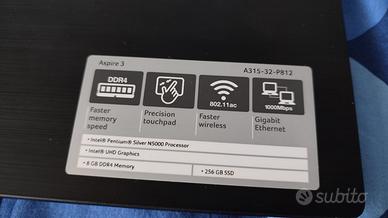 Aspire 3
A315-32-P812
DDR4
802.11ac
1000Mbps
Faster memory speed
Precision touchpad
Faster wireless
Gigabit Ethernet
• Intel® Pentium® Silver N5000 Processor
• Intel® UHD Graphics
• 8 GB DDR4 Memory
• 256 GB SSD
subito